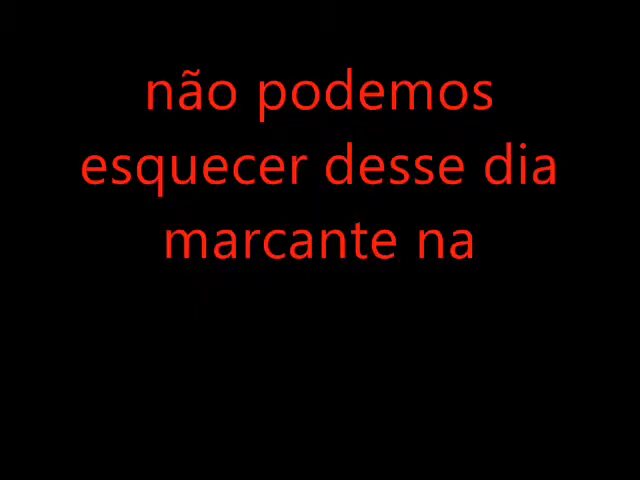 não podemos
esquecer desse dia
marcante na